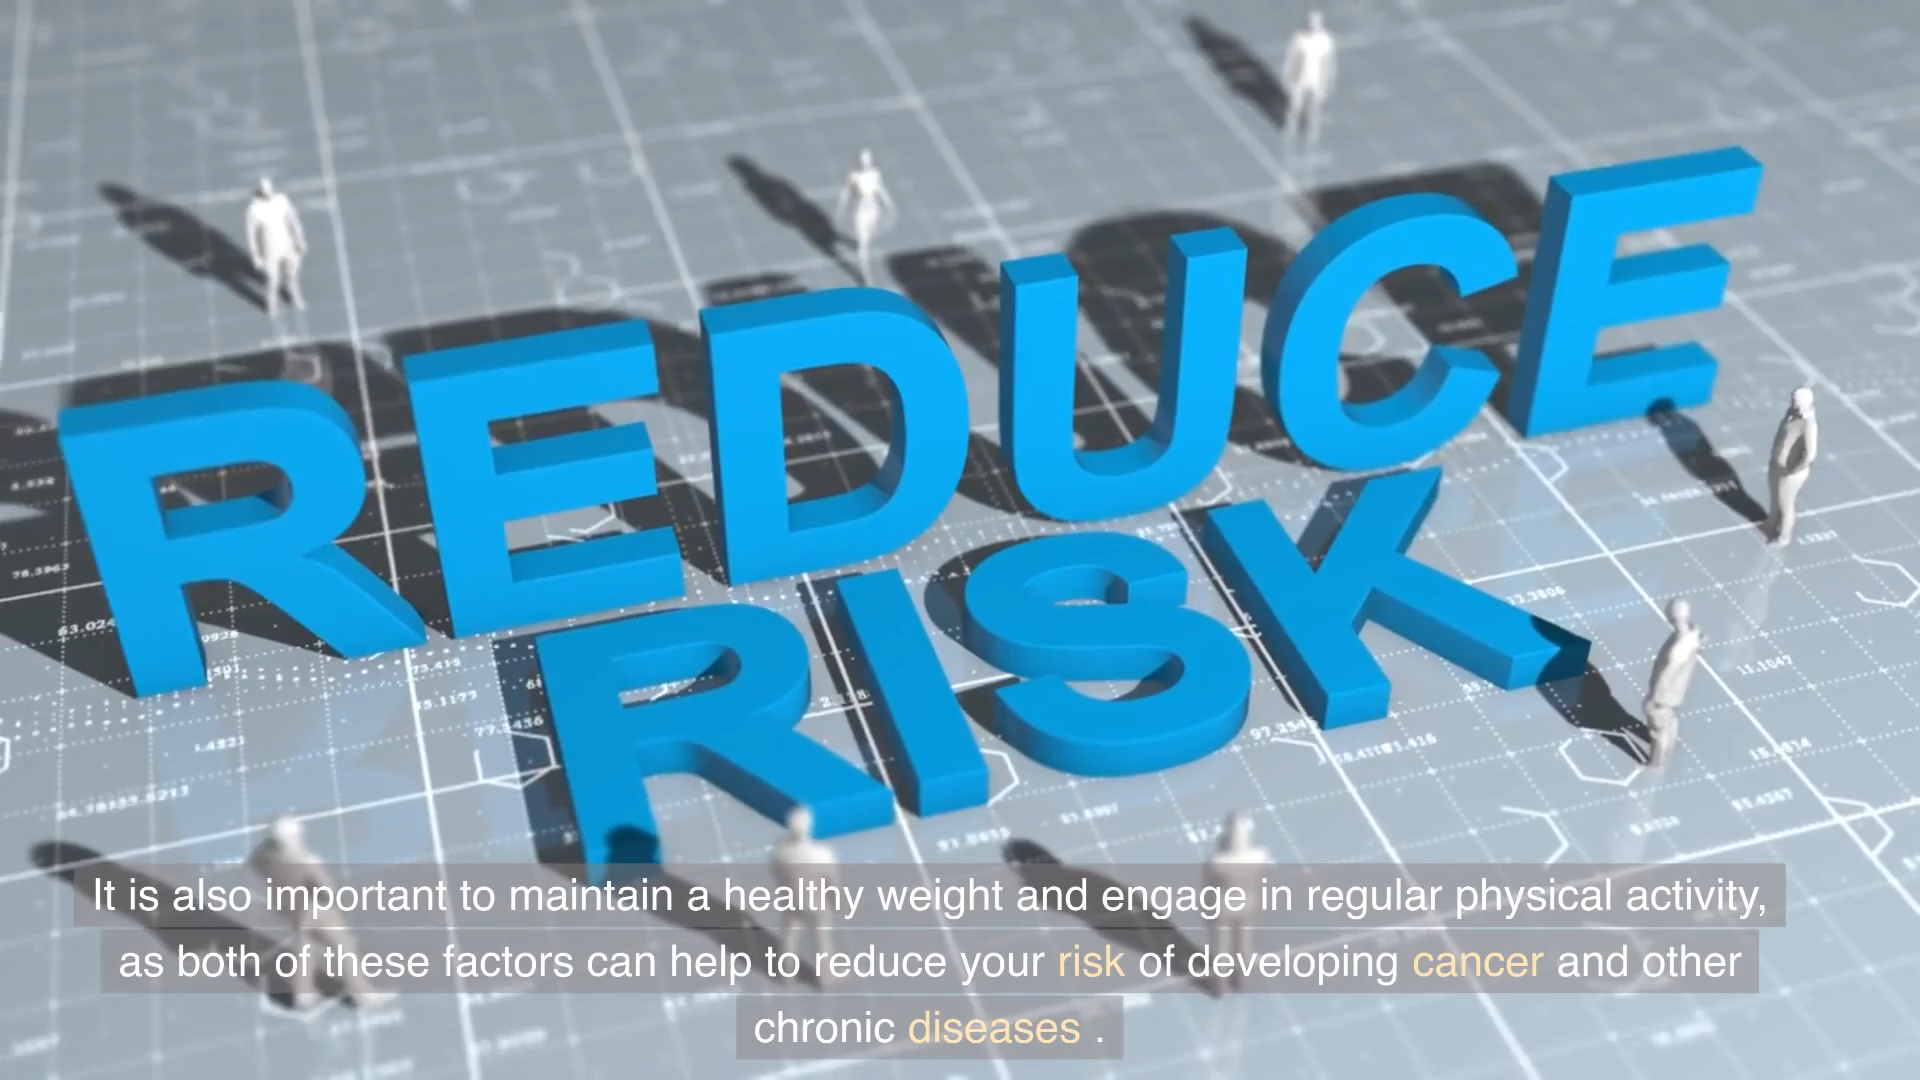 REDUCE
RISK
It is also important to maintain a healthy weight and engage in regular physical activity,
as both of these factors can help to reduce your risk of developing cancer and other
chronic diseases .